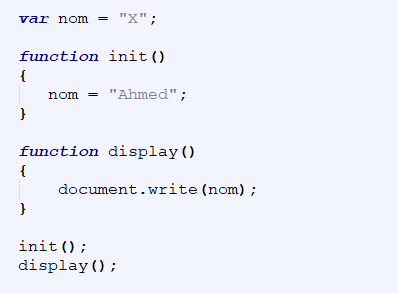 var nom = "X";
function init()
{
nom = "Ahmed";
}
function display()
{
document.write(nom);
}
init();
display();